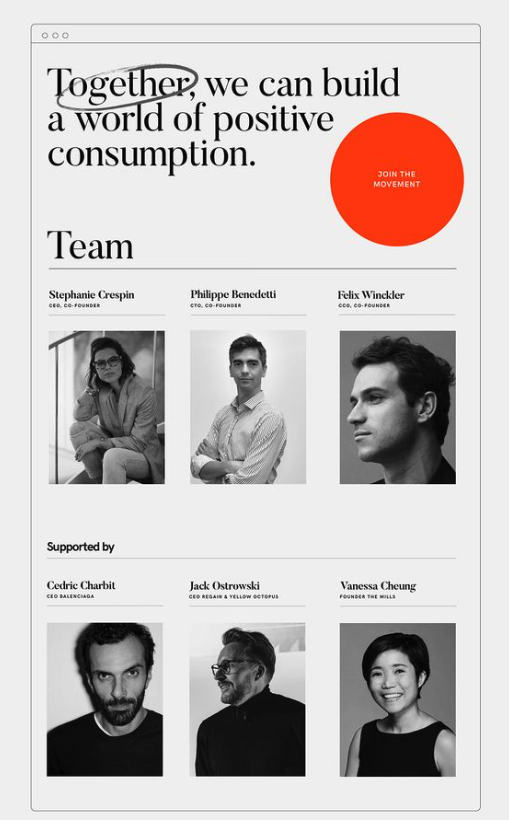 Together, we can build
a world of positive
consumption.
JOIN THE
MOVEMENT
Team
Stephanie Crespin
CEO, CO-FOUNDER
Philippe Benedetti
CTO, CO-FOUNDER
Felix Winckler
CCO, CO-FOUNDER
Supported by
Cedric Charbit
CEO BALENCIAGA
Jack Ostrowski
CEO REGAIN & YELLOW OCTOPUS
Vanessa Cheung
FOUNDER THE MILLS